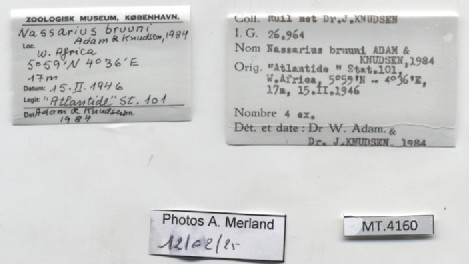 ZOOLOGISK MUSEUM, KØBENHAVN.
Nassarius bruuni
Adam & Knudsen, 1984
Loc.
W. Africa
5°59'N 4°36'E
17m
Datum: 15. II. 1946
Legit: "Atlantide" St. 101
Det. Adam & Knudsen
1984
Coll. Ruil met Dr.J.KNUDSEN
I.G. 26.964
Nom Nassarius bruuni ADAM &
KNUDSEN,1984
Orig. "Atlantide" Stat.101
W.Africa, 5°59'N - 4°36'E,
17m, 15.II.1946
Nombre 4 ex.
Dét. et date: Dr W. Adam. &
Dr. J.KNUDSEN. 1984
Photos A. Merland
12/02/25
MT.4160